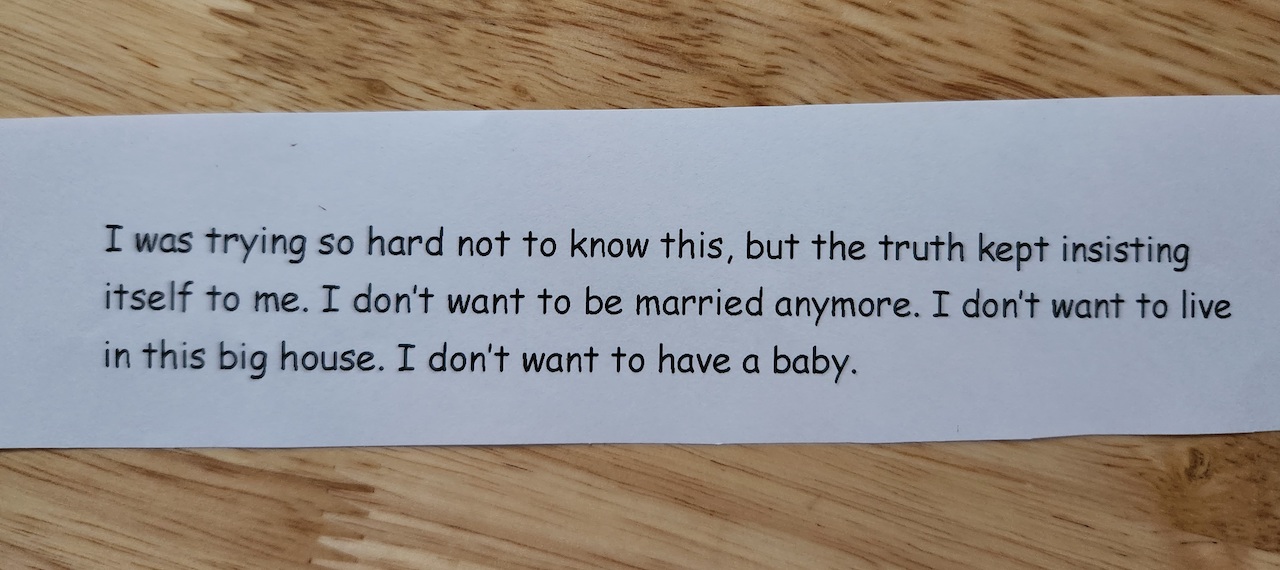 I was trying so hard not to know this, but the truth kept insisting
itself to me. I don't want to be married anymore. I don't want to live
in this big house. I don't want to have a baby.